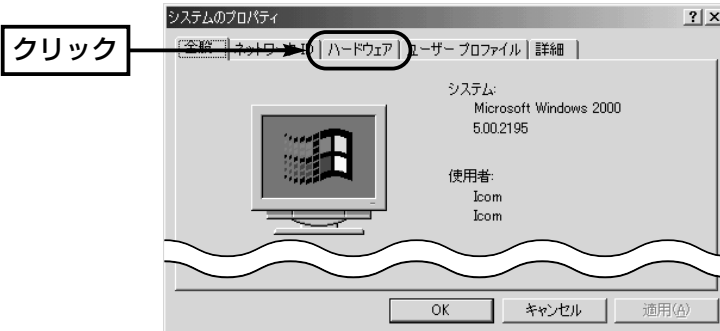 システムのプロパティ
クリック
全般 ネットワーク ID ハードウェア ユーザー プロファイル 詳細
システム:
Microsoft Windows 2000
5.00.2195
使用者:
Icom
Icom
OK キャンセル 適用(A)